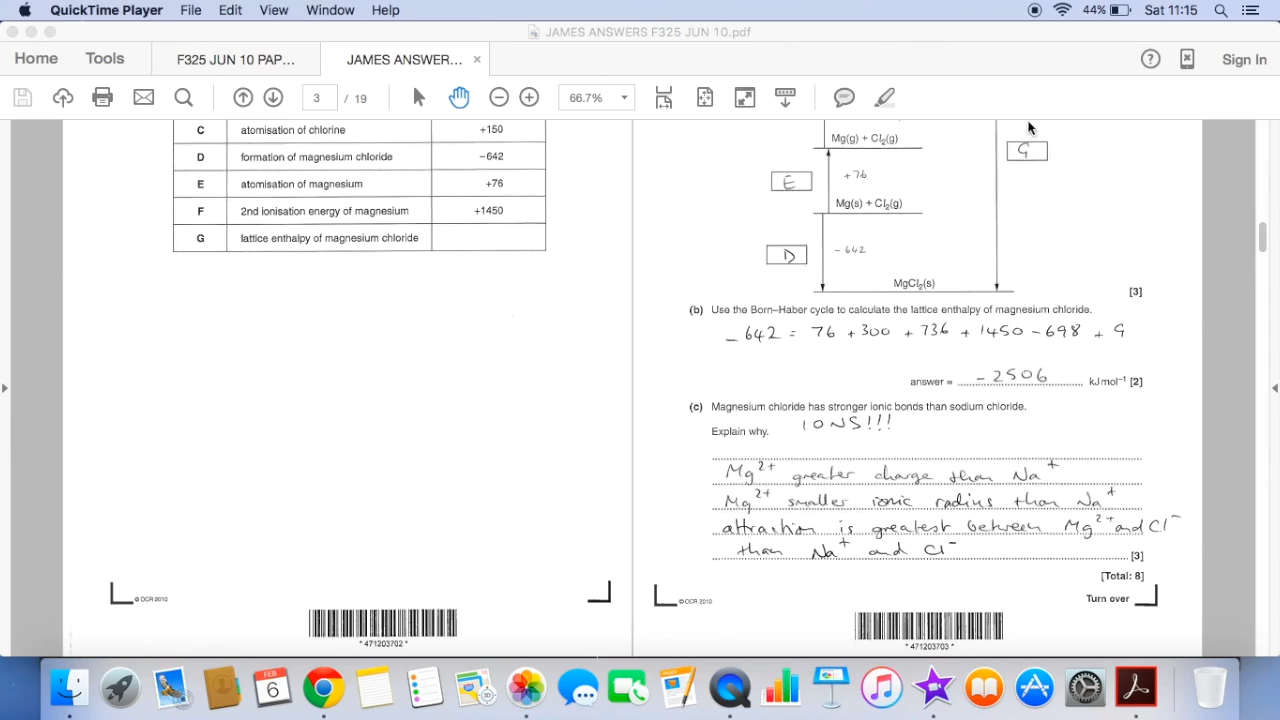 QuickTime Player File Edit View Window Help 44% Sat 11:15
JAMES ANSWERS F325 JUN 10.pdf
Home Tools F325 JUN 10 PAP... JAMES ANSWER... × Sign In
3 / 19 66.7%
C atomisation of chlorine +150
D formation of magnesium chloride −642
E atomisation of magnesium +76
F 2nd ionisation energy of magnesium +1450
G lattice enthalpy of magnesium chloride
© OCR 2010
* 471203702 *
Mg(g) + Cl₂(g)
G
E +76
Mg(s) + Cl₂(g)
D - 642
MgCl₂(s)
[3]
(b) Use the Born–Haber cycle to calculate the lattice enthalpy of magnesium chloride.
- 642 = 76 + 300 + 736 + 1450 - 698 + G
answer = - 2506 kJ mol⁻¹ [2]
(c) Magnesium chloride has stronger ionic bonds than sodium chloride.
Explain why. IONS!!!
Mg²⁺ greater charge than Na⁺
Mg²⁺ smaller ionic radius than Na⁺
attraction is greatest between Mg²⁺ and Cl⁻
than Na⁺ and Cl⁻ [3]
[Total: 8]
© OCR 2010 Turn over
* 471203703 *
FEB
6